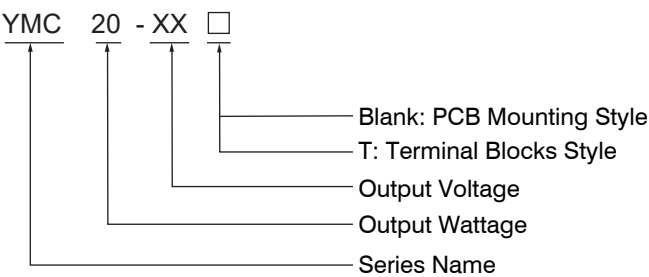 YMC 20 - XX □
Blank: PCB Mounting Style
T: Terminal Blocks Style
Output Voltage
Output Wattage
Series Name